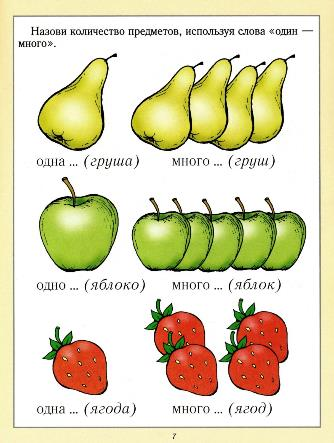 Назови количество предметов, используя слова «один —
много».
одна ... (груша)
много ... (груш)
одно ... (яблоко)
много ... (яблок)
одна ... (ягода)
много ... (ягод)
7